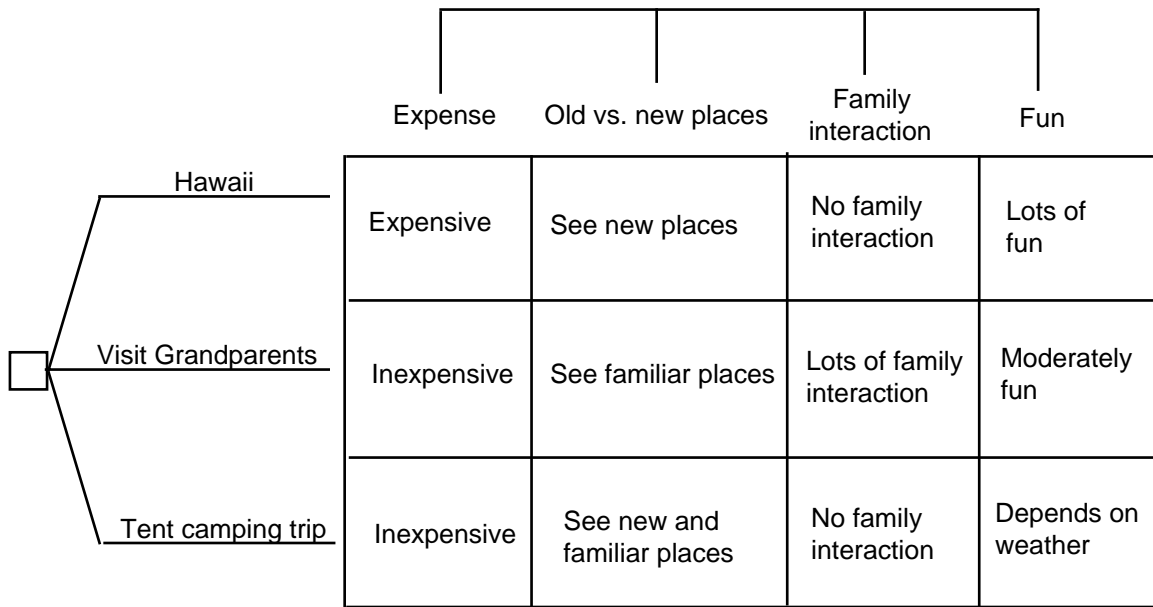 Expense
Old vs. new places
Family
interaction
Fun
Hawaii
Expensive
See new places
No family
interaction
Lots of
fun
Visit Grandparents
Inexpensive
See familiar places
Lots of family
interaction
Moderately
fun
Tent camping trip
Inexpensive
See new and
familiar places
No family
interaction
Depends on
weather